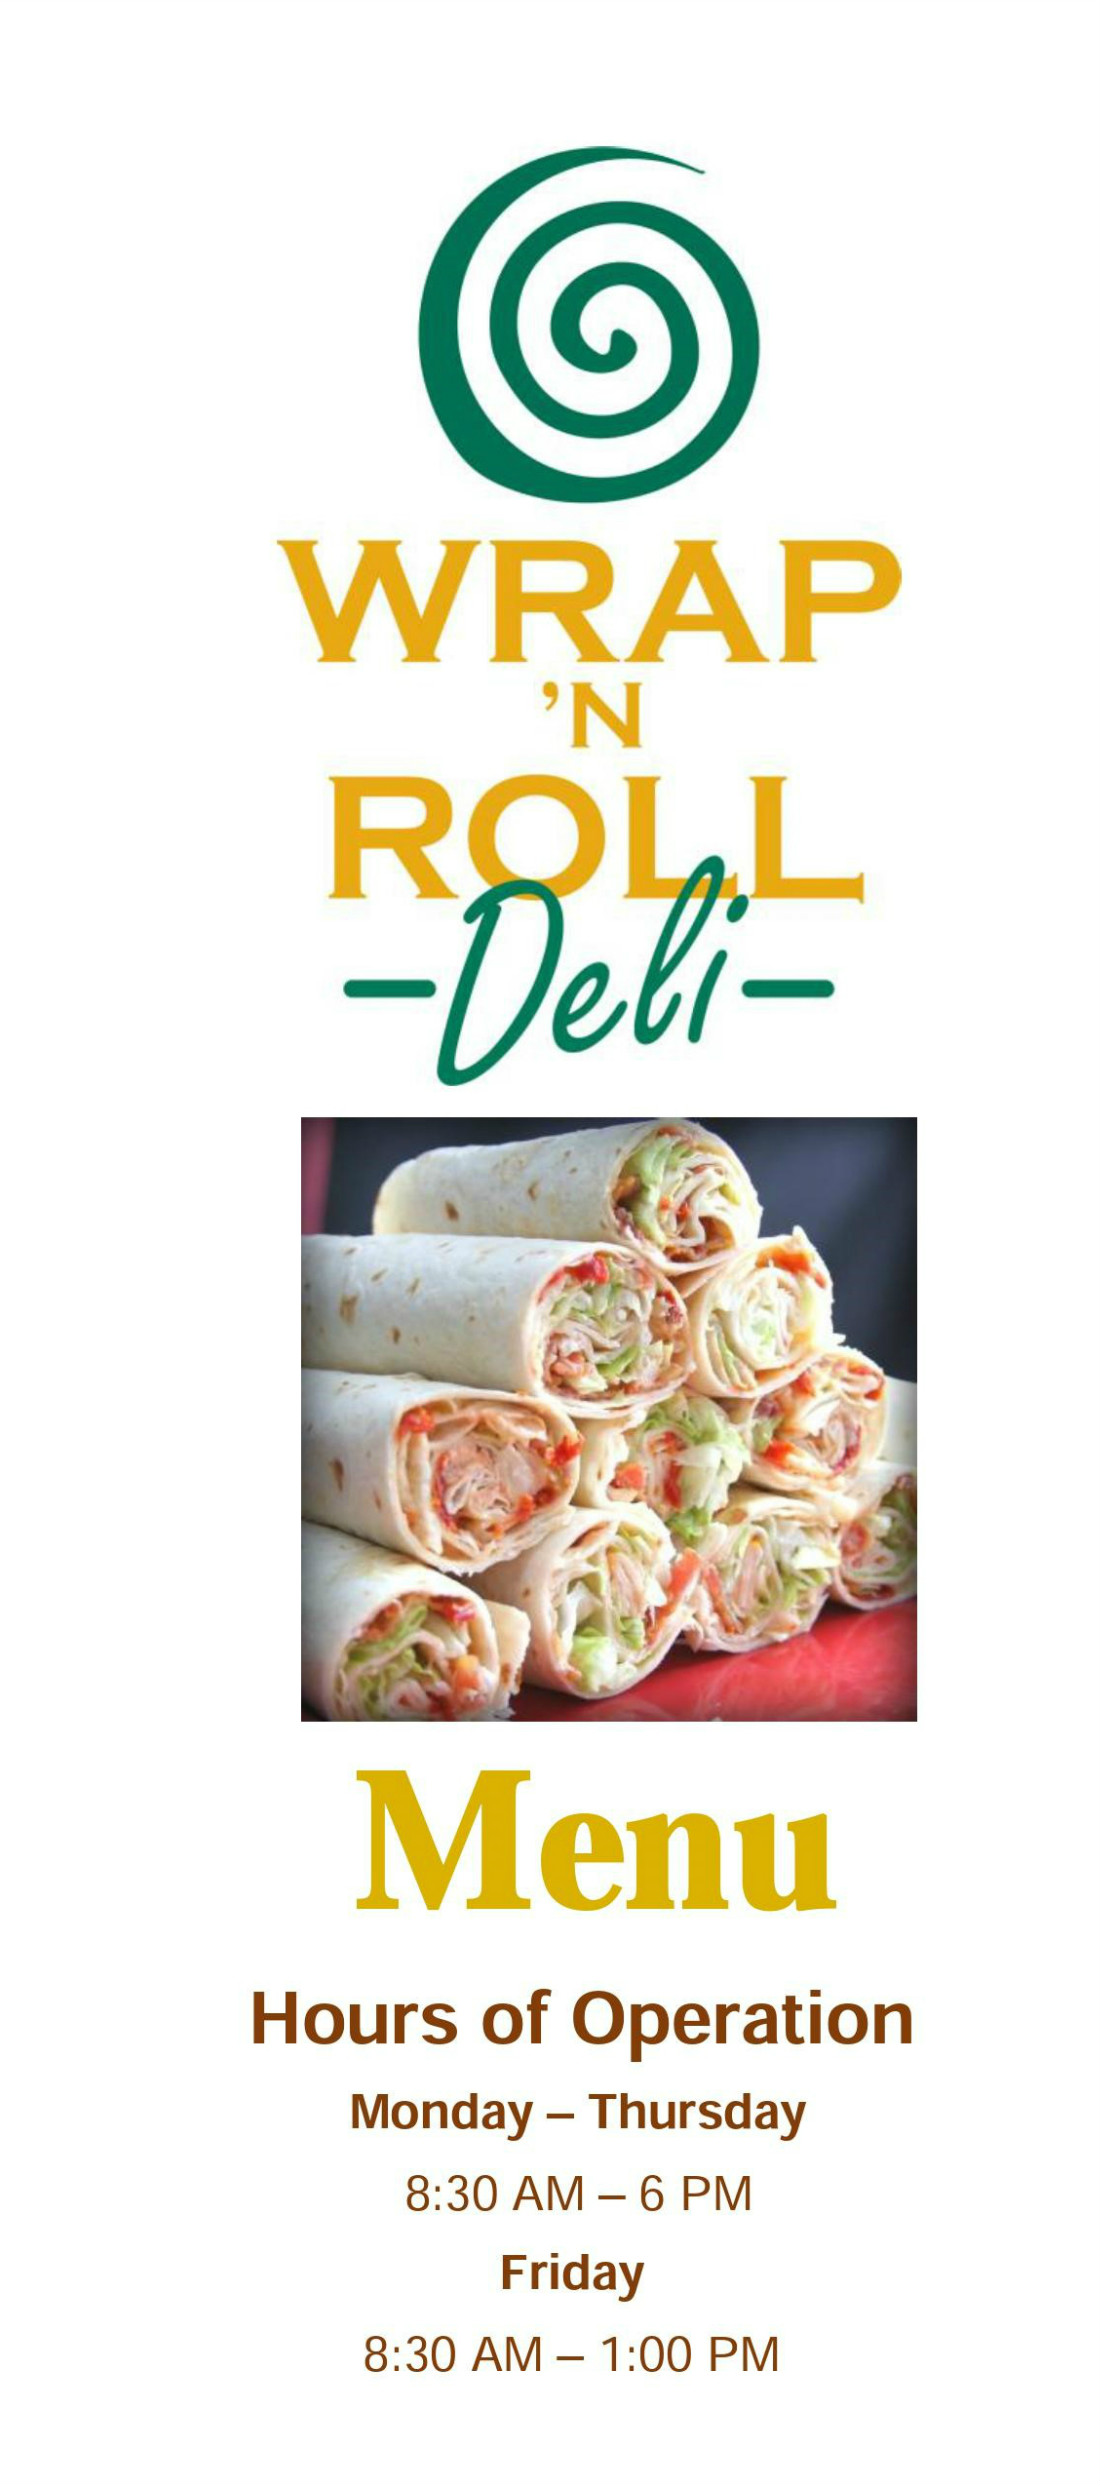 WRAP
’N
ROLL
Deli
Menu
Hours of Operation
Monday – Thursday
8:30 AM – 6 PM
Friday
8:30 AM – 1:00 PM